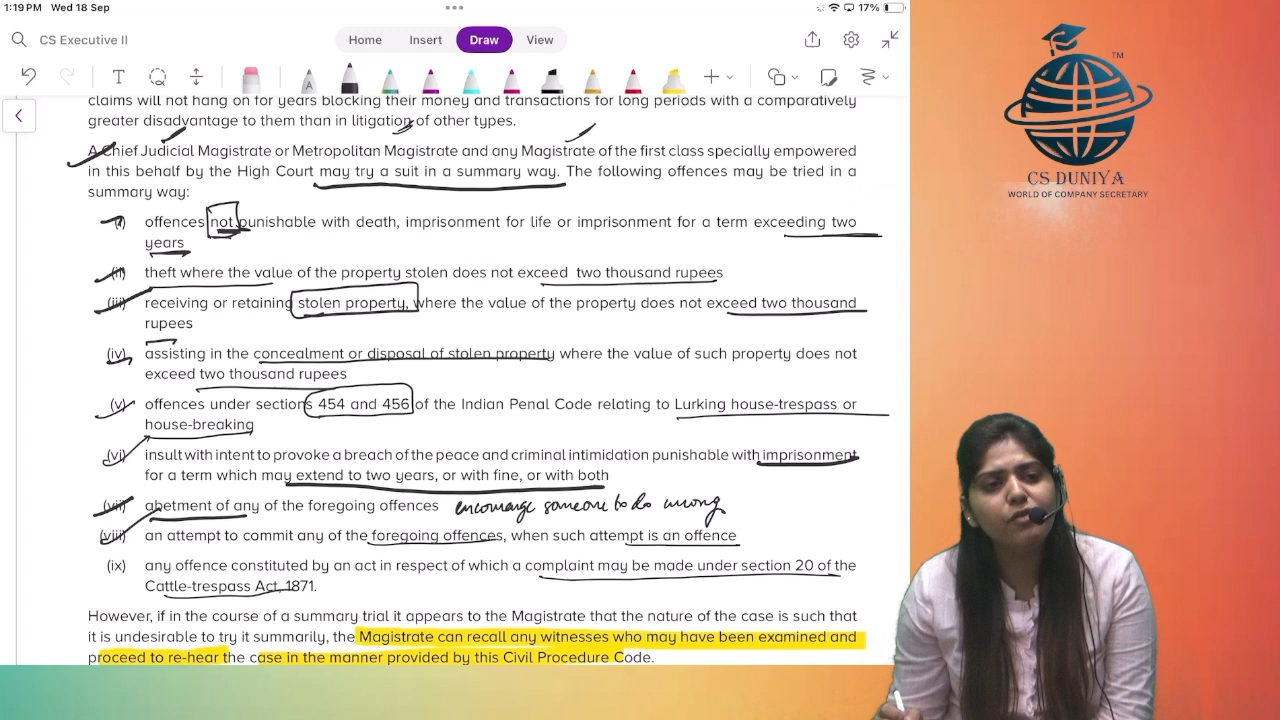 1:19 PM Wed 18 Sep
17%
CS Executive II
Home Insert Draw View
claims will not hang on for years blocking their money and transactions for long periods with a comparatively
greater disadvantage to them than in litigation of other types.
A Chief Judicial Magistrate or Metropolitan Magistrate and any Magistrate of the first class specially empowered
in this behalf by the High Court may try a suit in a summary way. The following offences may be tried in a
summary way:
(i) offences not punishable with death, imprisonment for life or imprisonment for a term exceeding two
years
(ii) theft where the value of the property stolen does not exceed two thousand rupees
(iii) receiving or retaining stolen property, where the value of the property does not exceed two thousand
rupees
(iv) assisting in the concealment or disposal of stolen property where the value of such property does not
exceed two thousand rupees
(v) offences under sections 454 and 456 of the Indian Penal Code relating to Lurking house-trespass or
house-breaking
(vi) insult with intent to provoke a breach of the peace and criminal intimidation punishable with imprisonment
for a term which may extend to two years, or with fine, or with both
(vii) abetment of any of the foregoing offences encourage someone to do wrong
(viii) an attempt to commit any of the foregoing offences, when such attempt is an offence
(ix) any offence constituted by an act in respect of which a complaint may be made under section 20 of the
Cattle-trespass Act, 1871.
However, if in the course of a summary trial it appears to the Magistrate that the nature of the case is such that
it is undesirable to try it summarily, the Magistrate can recall any witnesses who may have been examined and
proceed to re-hear the case in the manner provided by this Civil Procedure Code.
TM
CS DUNIYA
WORLD OF COMPANY SECRETARY